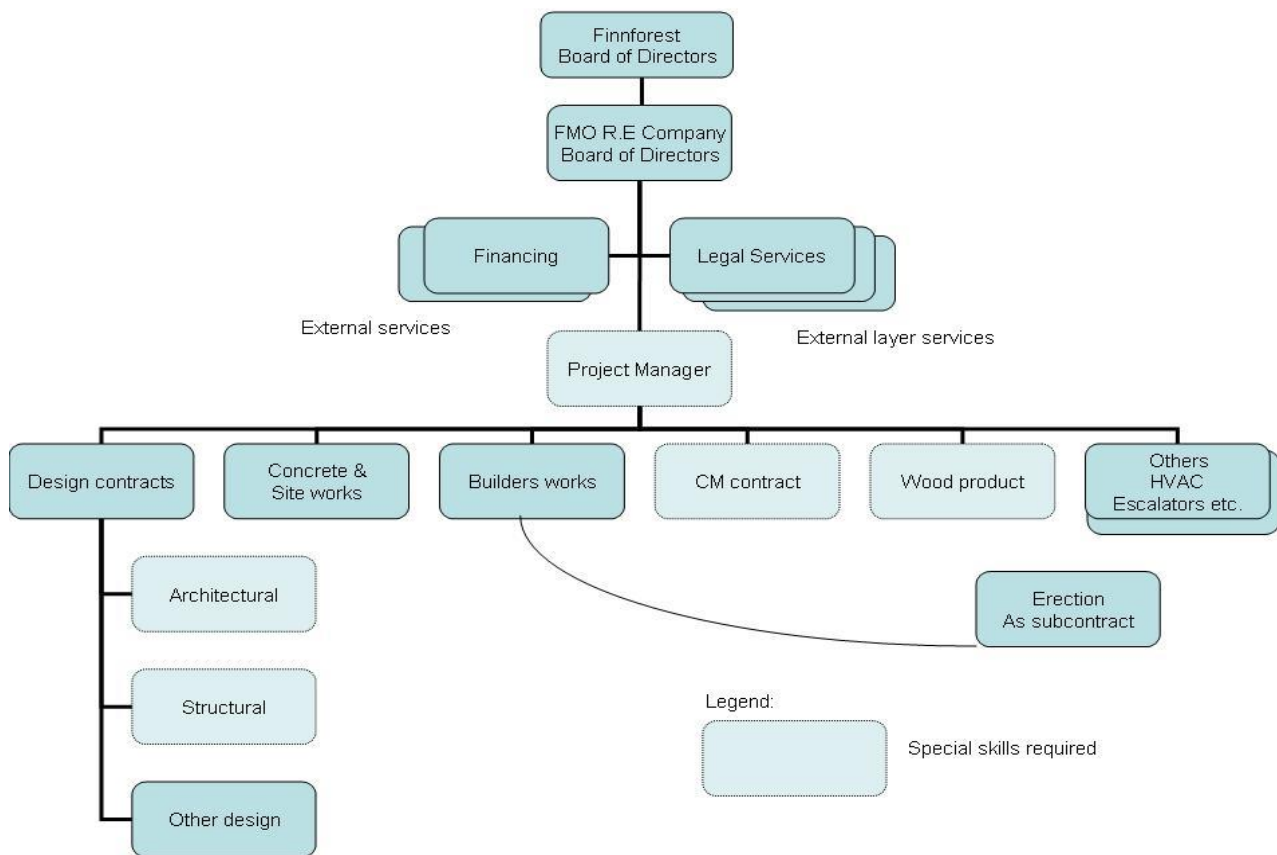 Finnforest
Board of Directors
FMO R.E Company
Board of Directors
Financing
Legal Services
External services
External layer services
Project Manager
Design contracts
Concrete &
Site works
Builders works
CM contract
Wood product
Others
HVAC
Escalators etc.
Architectural
Erection
As subcontract
Structural
Legend:
Special skills required
Other design